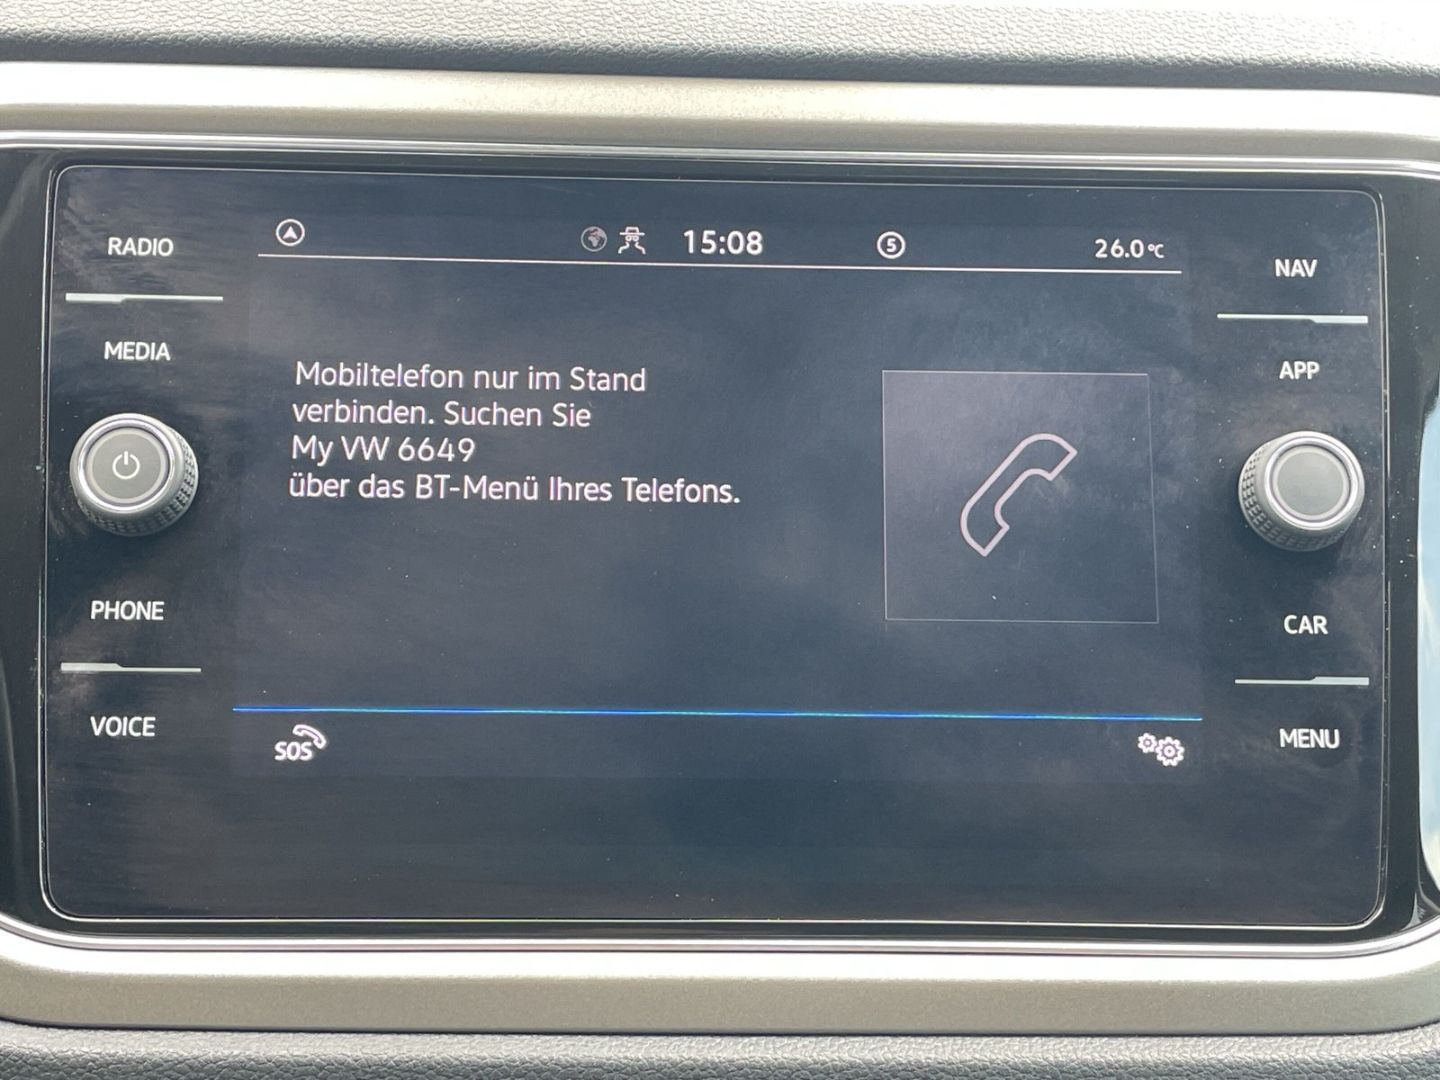 RADIO
MEDIA
PHONE
VOICE
15:08
5
26.0°C
Mobiltelefon nur im Stand
verbinden. Suchen Sie
My VW 6649
über das BT-Menü Ihres Telefons.
SOS
NAV
APP
CAR
MENU